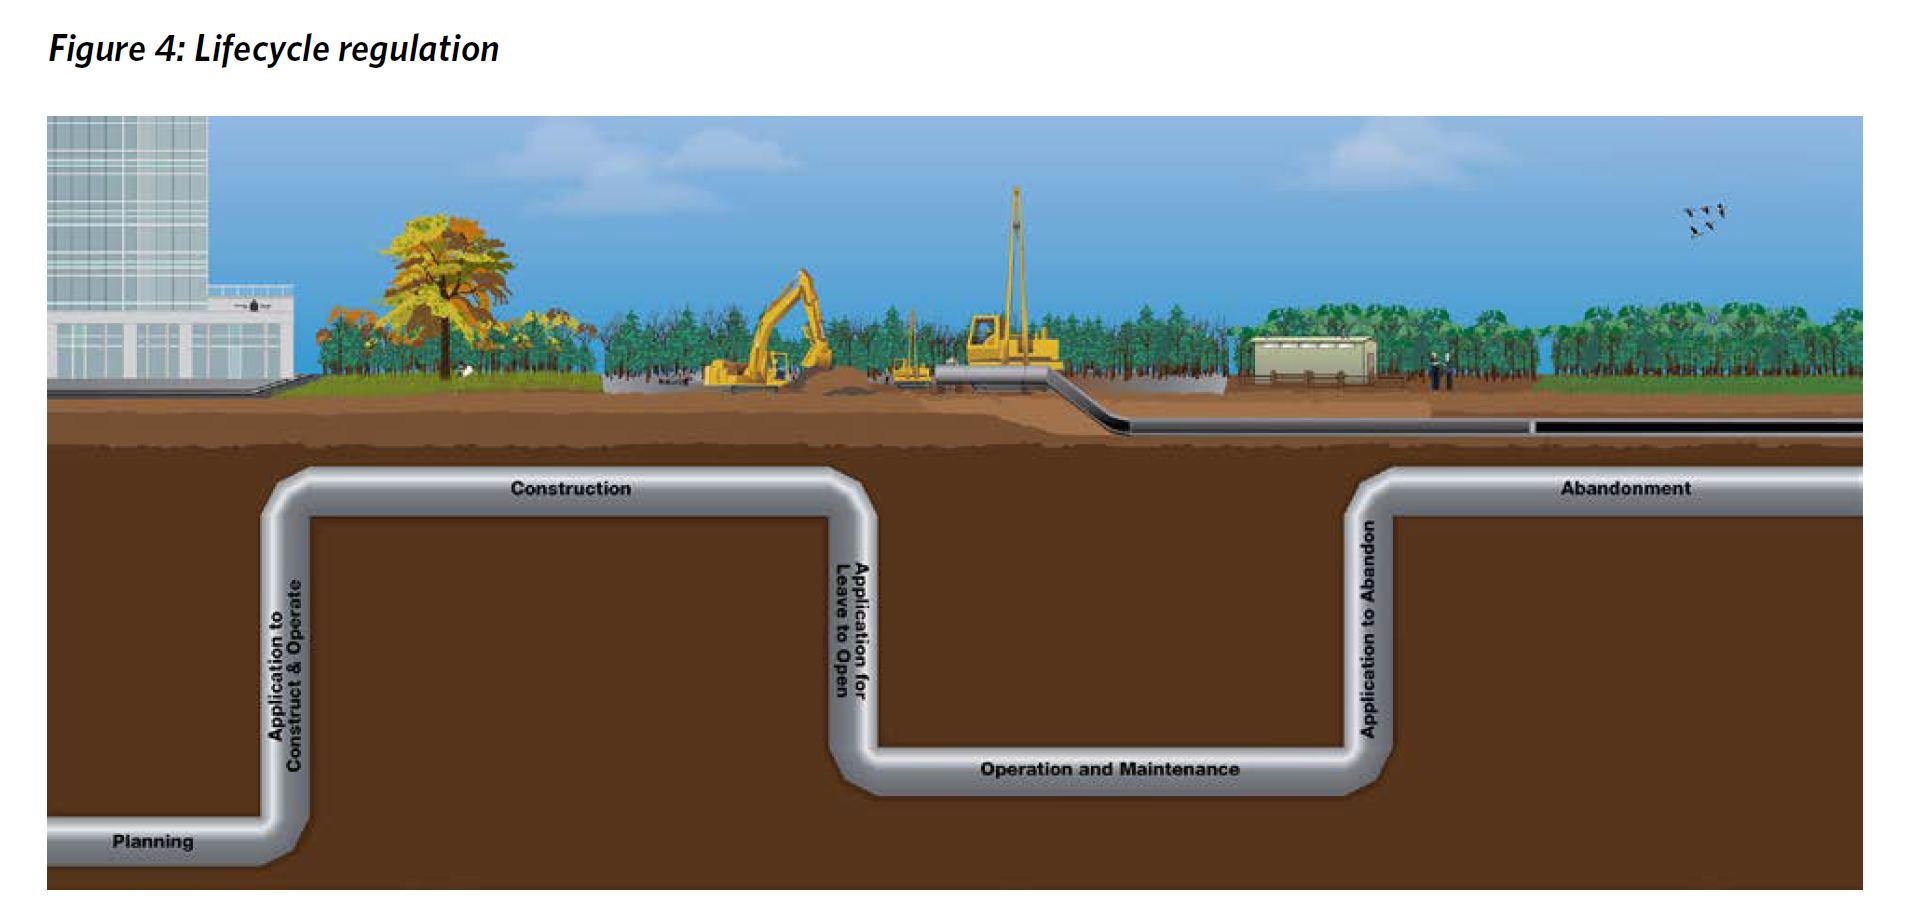 Figure 4: Lifecycle regulation
Planning
Application to
Construct & Operate
Construction
Application for
Leave to Open
Operation and Maintenance
Application to Abandon
Abandonment